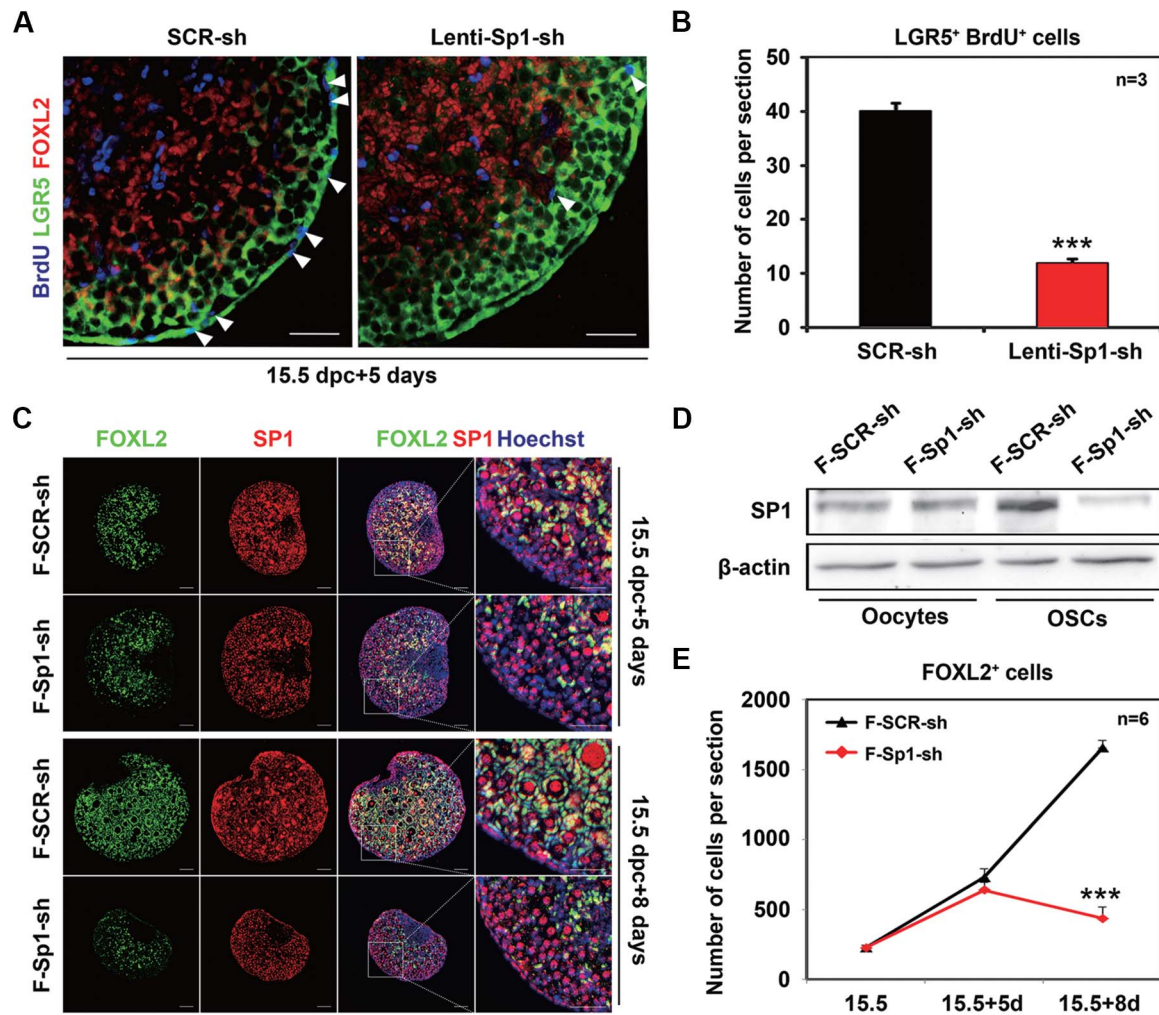 A
SCR-sh
Lenti-Sp1-sh
BrdU LGR5 FOXL2
15.5 dpc+5 days
B
LGR5⁺ BrdU⁺ cells
n=3
Number of cells per section
50
40
30
20
10
0
***
SCR-sh
Lenti-Sp1-sh
C
FOXL2
SP1
FOXL2 SP1 Hoechst
F-SCR-sh
F-Sp1-sh
15.5 dpc+5 days
F-SCR-sh
F-Sp1-sh
15.5 dpc+8 days
D
F-SCR-sh
F-Sp1-sh
F-SCR-sh
F-Sp1-sh
SP1
β-actin
Oocytes
OSCs
E
FOXL2⁺ cells
n=6
F-SCR-sh
F-Sp1-sh
Number of cells per section
2000
1500
1000
500
0
***
15.5
15.5+5d
15.5+8d